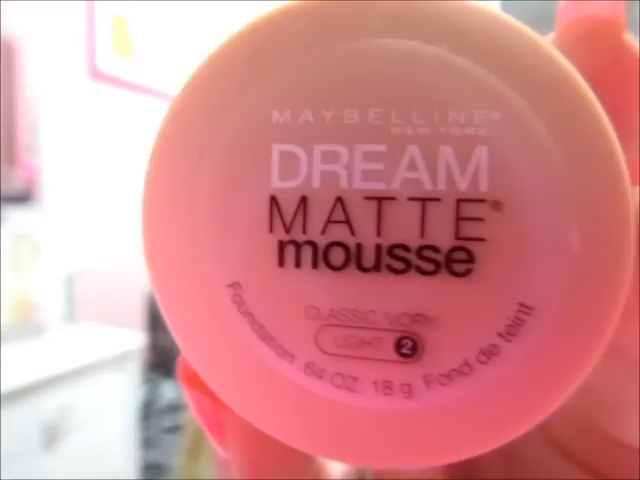 MAYBELLINE®
NEW YORK
DREAM
MATTE®
mousse
CLASSIC IVORY
LIGHT 2
Foundation .64 OZ. 18 g Fond de teint